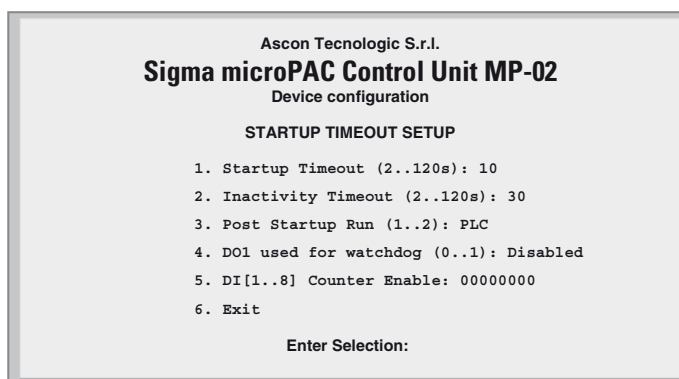 Ascon Tecnologic S.r.l.
Sigma microPAC Control Unit MP-02
Device configuration
STARTUP TIMEOUT SETUP
1. Startup Timeout (2..120s): 10
2. Inactivity Timeout (2..120s): 30
3. Post Startup Run (1..2): PLC
4. DO1 used for watchdog (0..1): Disabled
5. DI[1..8] Counter Enable: 00000000
6. Exit
Enter Selection: